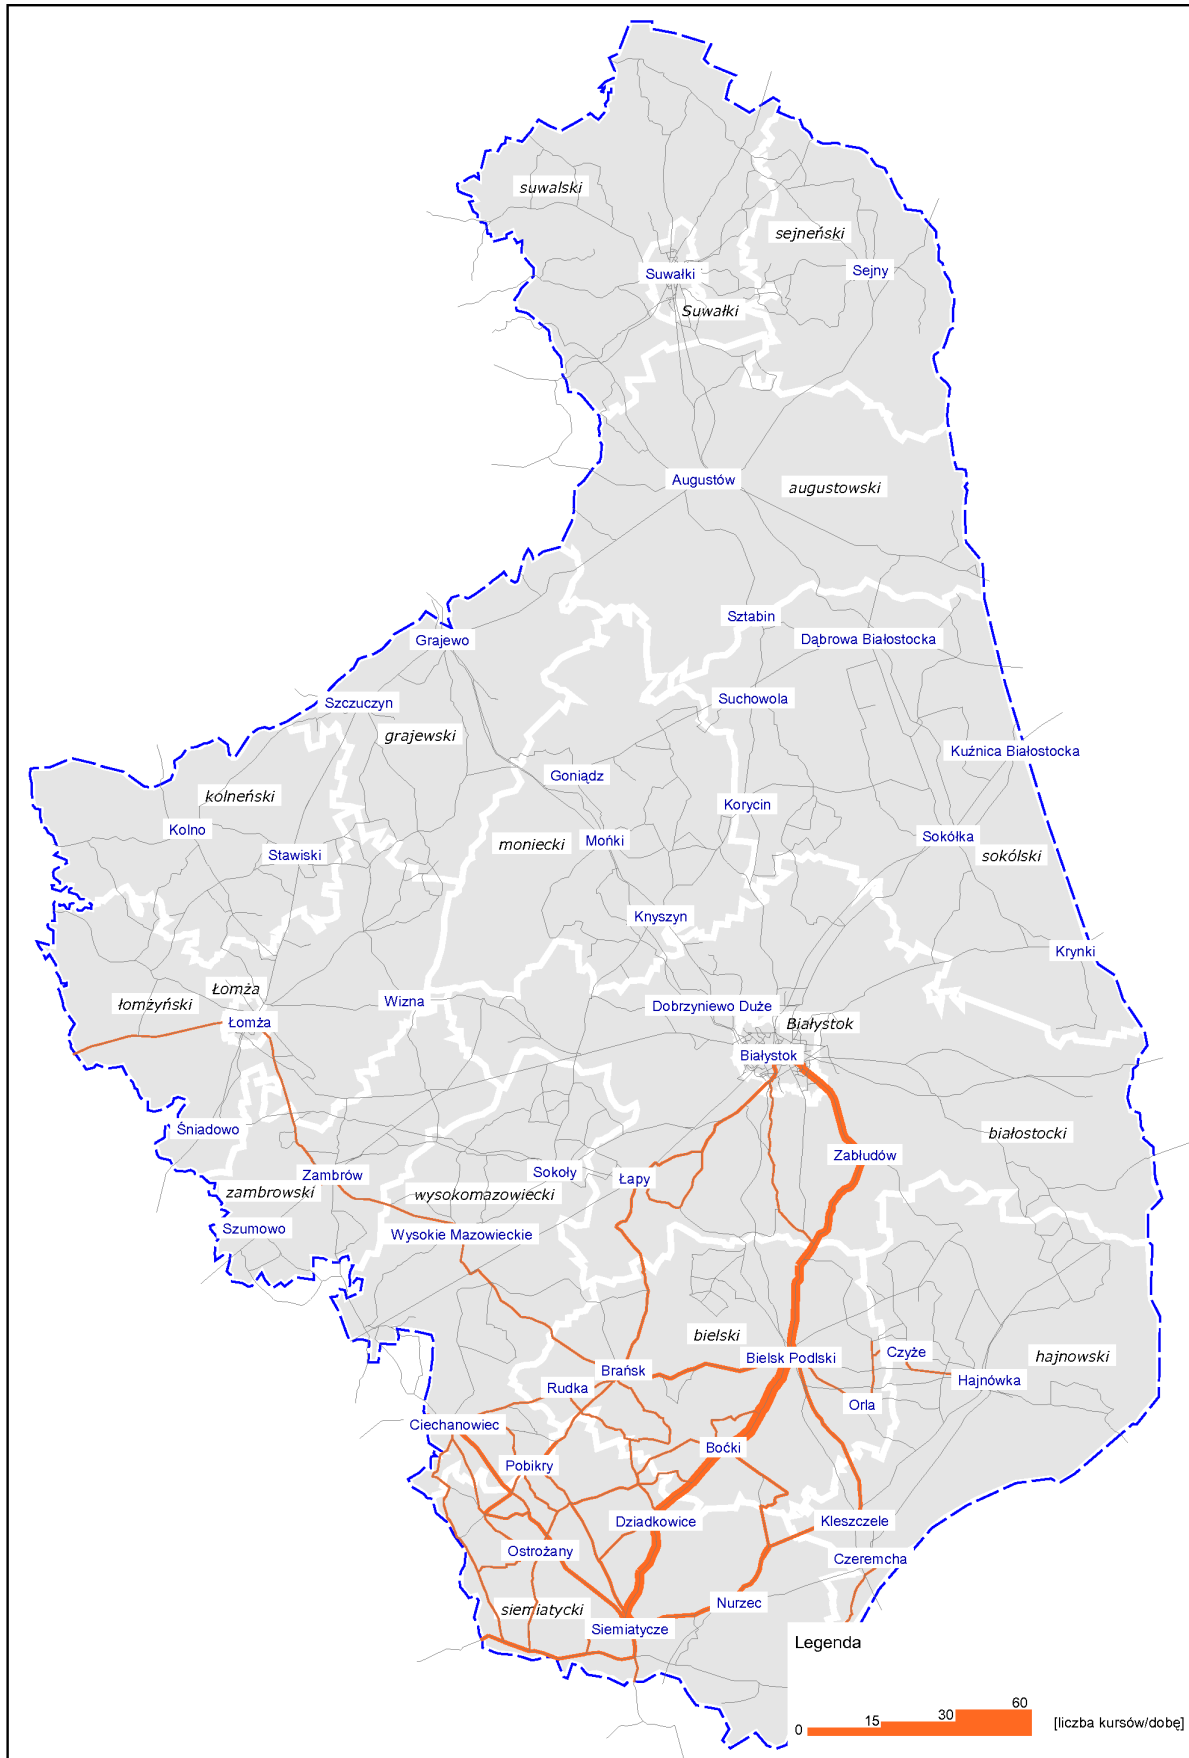 suwalski
sejneński
Sejny
Suwałki
Suwałki
Augustów
augustowski
Sztabin
Dąbrowa Białostocka
Grajewo
Suchowola
Szczuczyn
grajewski
Kuźnica Białostocka
Goniądz
kolneński
Korycin
Kolno
Mońki
moniecki
Sokółka
Stawiski
sokólski
Knyszyn
Krynki
Łomża
łomżyński
Wizna
Dobrzyniewo Duże
Łomża
Białystok
Białystok
Śniadowo
białostocki
Zabłudów
Zambrów
Sokoły
Łapy
zambrowski
wysokomazowiecki
Szumowo
Wysokie Mazowieckie
bielski
Czyże
Bielsk Podlski
hajnowski
Brańsk
Hajnówka
Rudka
Orla
Ciechanowiec
Boćki
Pobikry
Dziadkowice
Kleszczele
Ostrożany
Czeremcha
Nurzec
siemiatycki
Siemiatycze
Legenda
0 15 30 60
[liczba kursów/dobę]